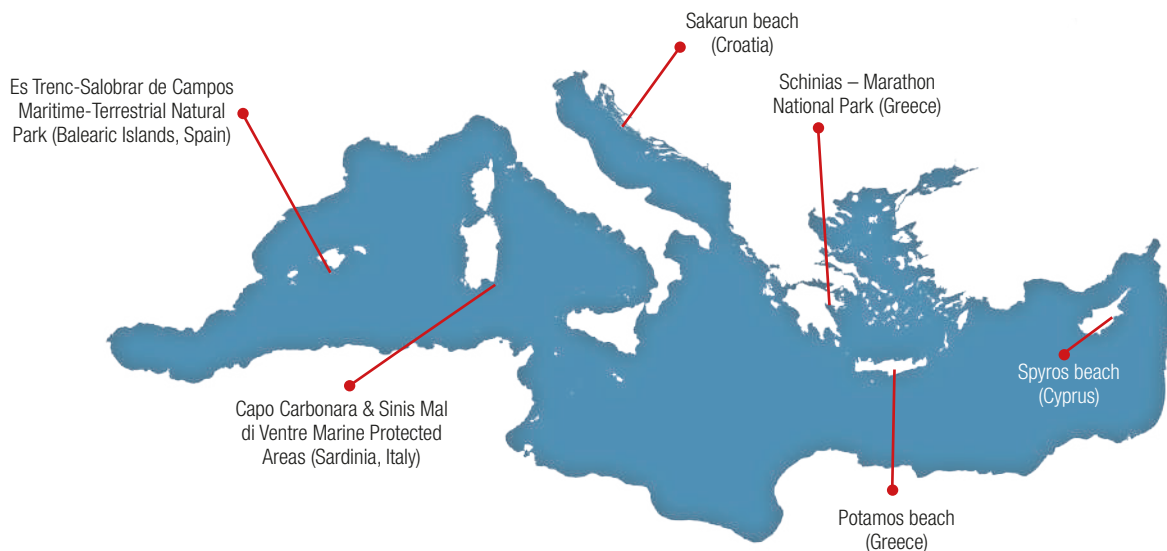 Sakarun beach
(Croatia)
Es Trenc-Salobrar de Campos
Maritime-Terrestrial Natural
Park (Balearic Islands, Spain)
Schinias – Marathon
National Park (Greece)
Spyros beach
(Cyprus)
Capo Carbonara & Sinis Mal
di Ventre Marine Protected
Areas (Sardinia, Italy)
Potamos beach
(Greece)